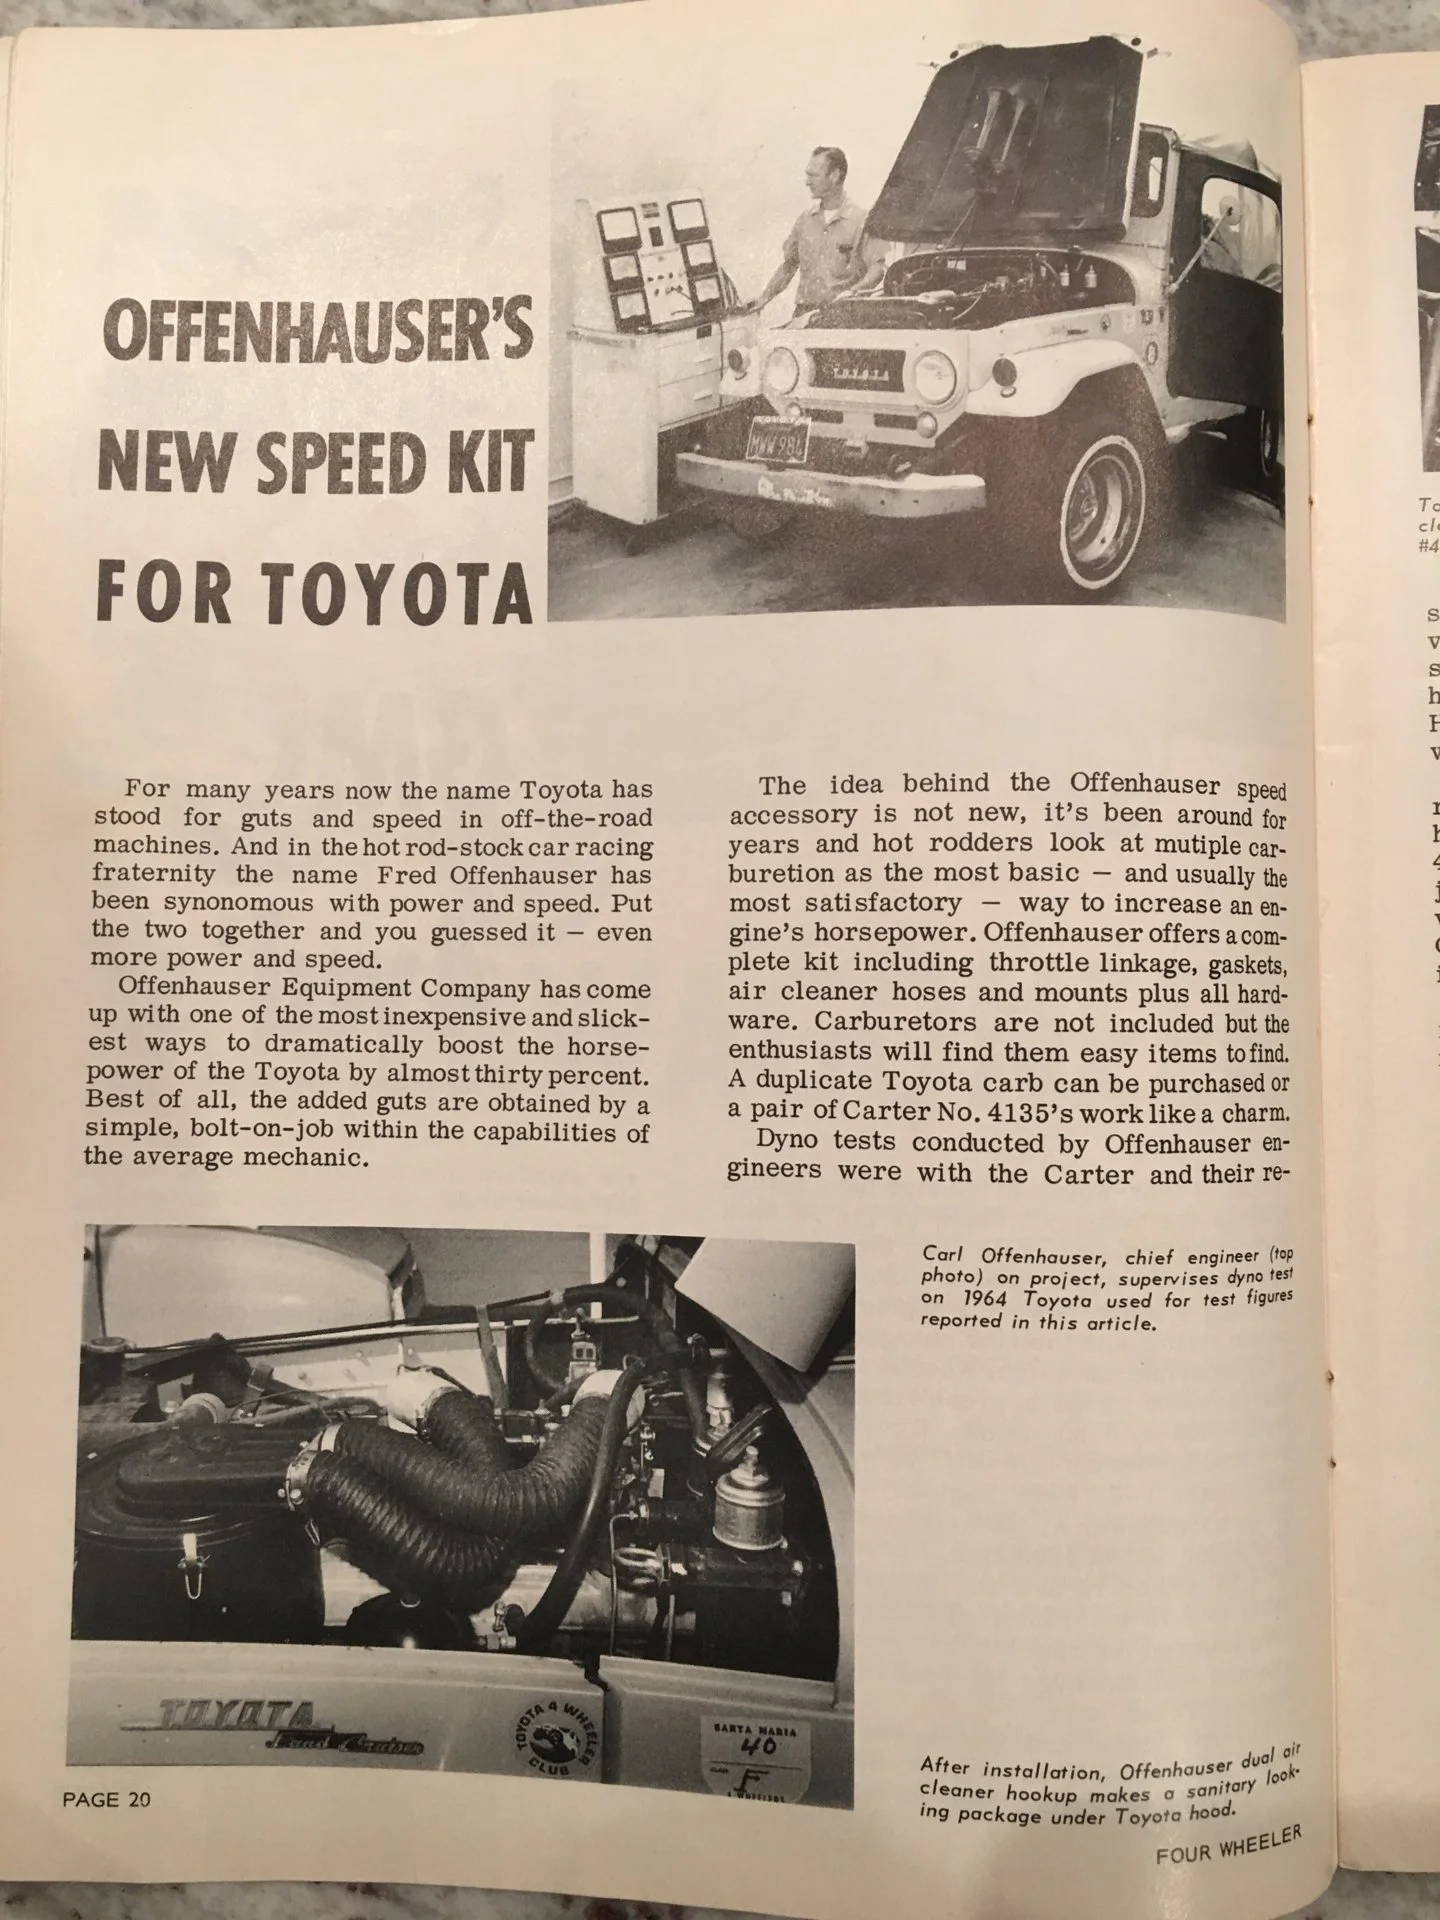 OFFENHAUSER'S
NEW SPEED KIT
FOR TOYOTA
TOYOTA
MWW 984
For many years now the name Toyota has
stood for guts and speed in off-the-road
machines. And in the hot rod-stock car racing
fraternity the name Fred Offenhauser has
been synonomous with power and speed. Put
the two together and you guessed it — even
more power and speed.
Offenhauser Equipment Company has come
up with one of the most inexpensive and slick-
est ways to dramatically boost the horse-
power of the Toyota by almost thirty percent.
Best of all, the added guts are obtained by a
simple, bolt-on-job within the capabilities of
the average mechanic.
The idea behind the Offenhauser speed
accessory is not new, it's been around for
years and hot rodders look at mutiple car-
buretion as the most basic — and usually the
most satisfactory — way to increase an en-
gine's horsepower. Offenhauser offers a com-
plete kit including throttle linkage, gaskets,
air cleaner hoses and mounts plus all hard-
ware. Carburetors are not included but the
enthusiasts will find them easy items to find.
A duplicate Toyota carb can be purchased or
a pair of Carter No. 4135's work like a charm.
Dyno tests conducted by Offenhauser en-
gineers were with the Carter and their re-
Carl Offenhauser, chief engineer (top
photo) on project, supervises dyno test
on 1964 Toyota used for test figures
reported in this article.
TOYOTA
Land Cruiser
TOYOTA 4 WHEELER
CLUB
SANTA MARIA
40
CLASS
F
4 WHEELERS
After installation, Offenhauser dual air
cleaner hookup makes a sanitary look-
ing package under Toyota hood.
PAGE 20
FOUR WHEELER